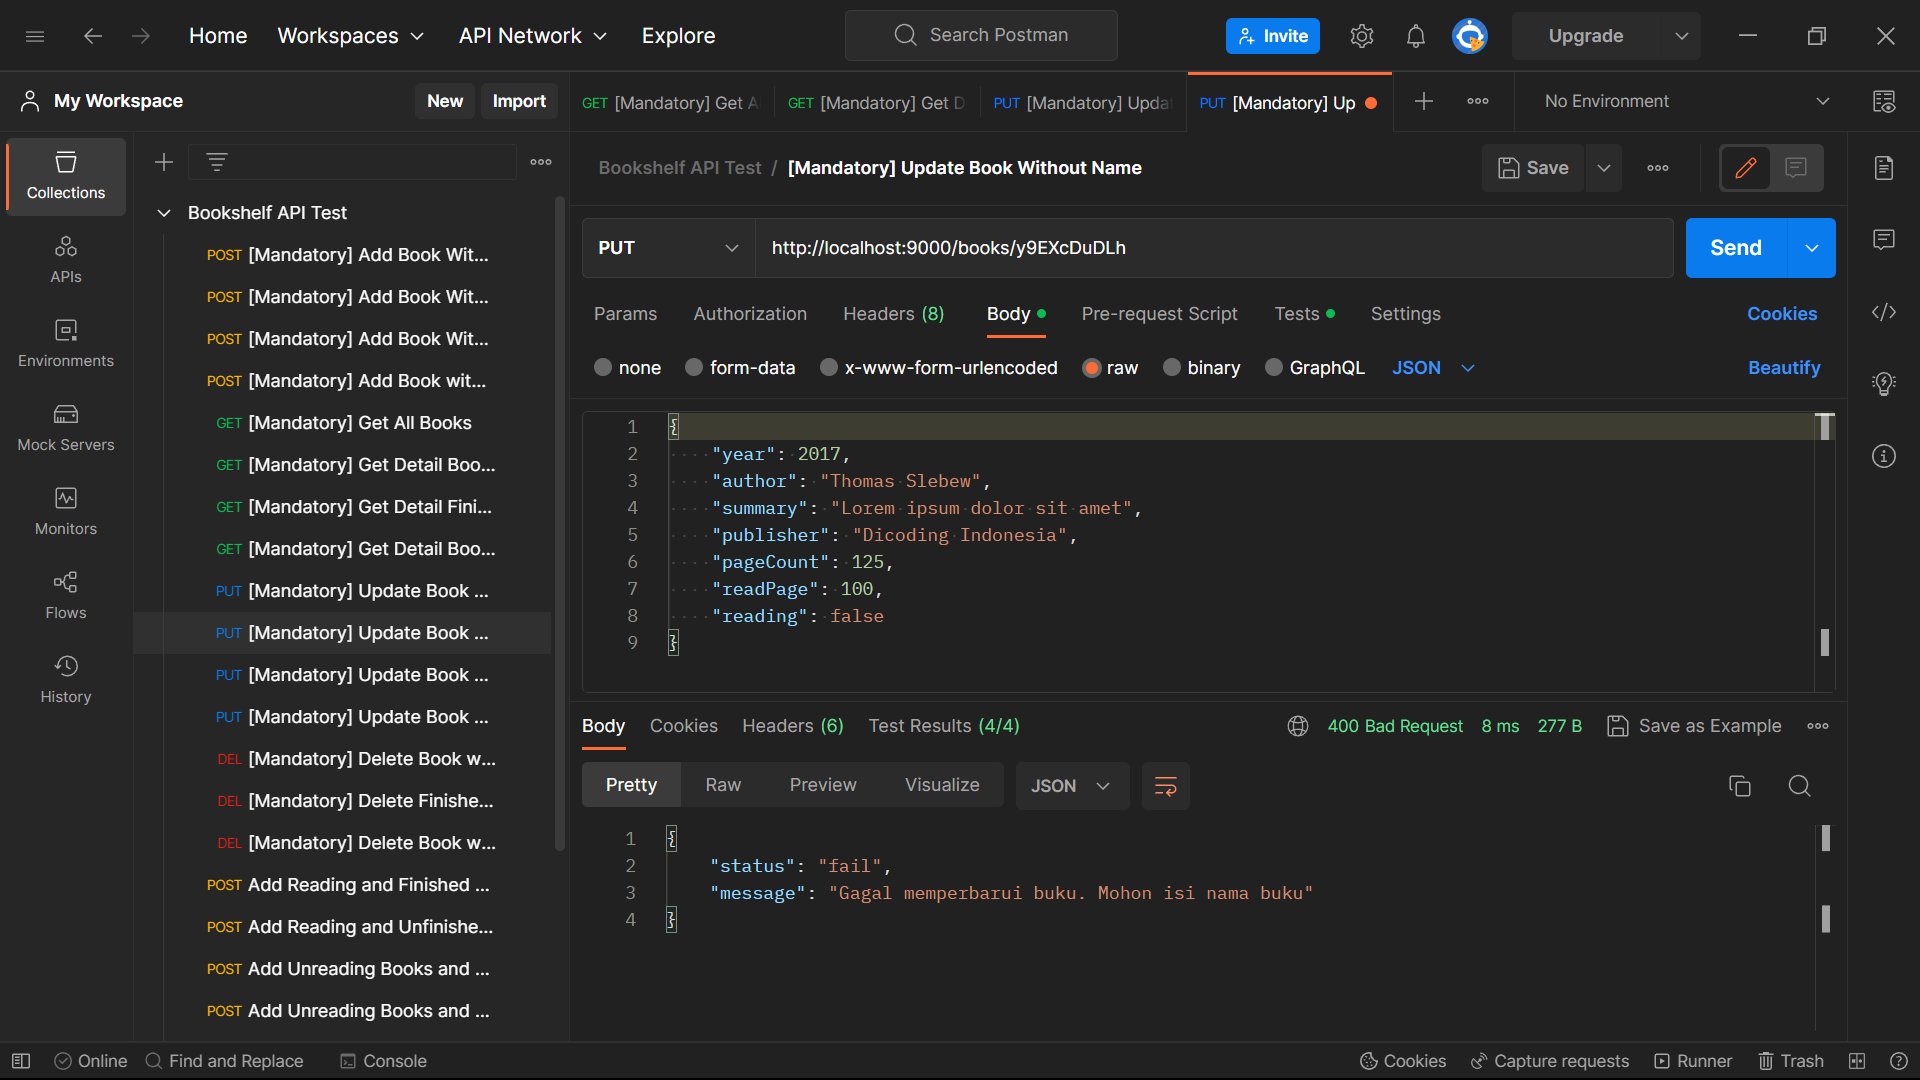 Home Workspaces API Network Explore Search Postman Invite Upgrade
My Workspace New Import
GET [Mandatory] Get A GET [Mandatory] Get D PUT [Mandatory] Upda PUT [Mandatory] Up No Environment
Collections
APIs
Environments
Mock Servers
Monitors
Flows
History
Bookshelf API Test
POST [Mandatory] Add Book Wit...
POST [Mandatory] Add Book Wit...
POST [Mandatory] Add Book Wit...
POST [Mandatory] Add Book wit...
GET [Mandatory] Get All Books
GET [Mandatory] Get Detail Boo...
GET [Mandatory] Get Detail Fini...
GET [Mandatory] Get Detail Boo...
PUT [Mandatory] Update Book ...
PUT [Mandatory] Update Book ...
PUT [Mandatory] Update Book ...
PUT [Mandatory] Update Book ...
DEL [Mandatory] Delete Book w...
DEL [Mandatory] Delete Finishe...
DEL [Mandatory] Delete Book w...
POST Add Reading and Finished ...
POST Add Reading and Unfinishe...
POST Add Unreading Books and ...
POST Add Unreading Books and ...
Bookshelf API Test / [Mandatory] Update Book Without Name Save
PUT http://localhost:9000/books/y9EXcDuDLh Send
Params Authorization Headers (8) Body Pre-request Script Tests Settings Cookies
none form-data x-www-form-urlencoded raw binary GraphQL JSON Beautify
1 {
2 "year": 2017,
3 "author": "Thomas Slebew",
4 "summary": "Lorem ipsum dolor sit amet",
5 "publisher": "Dicoding Indonesia",
6 "pageCount": 125,
7 "readPage": 100,
8 "reading": false
9 }
Body Cookies Headers (6) Test Results (4/4) 400 Bad Request 8 ms 277 B Save as Example
Pretty Raw Preview Visualize JSON
1 {
2 "status": "fail",
3 "message": "Gagal memperbarui buku. Mohon isi nama buku"
4 }
Online Find and Replace Console Cookies Capture requests Runner Trash